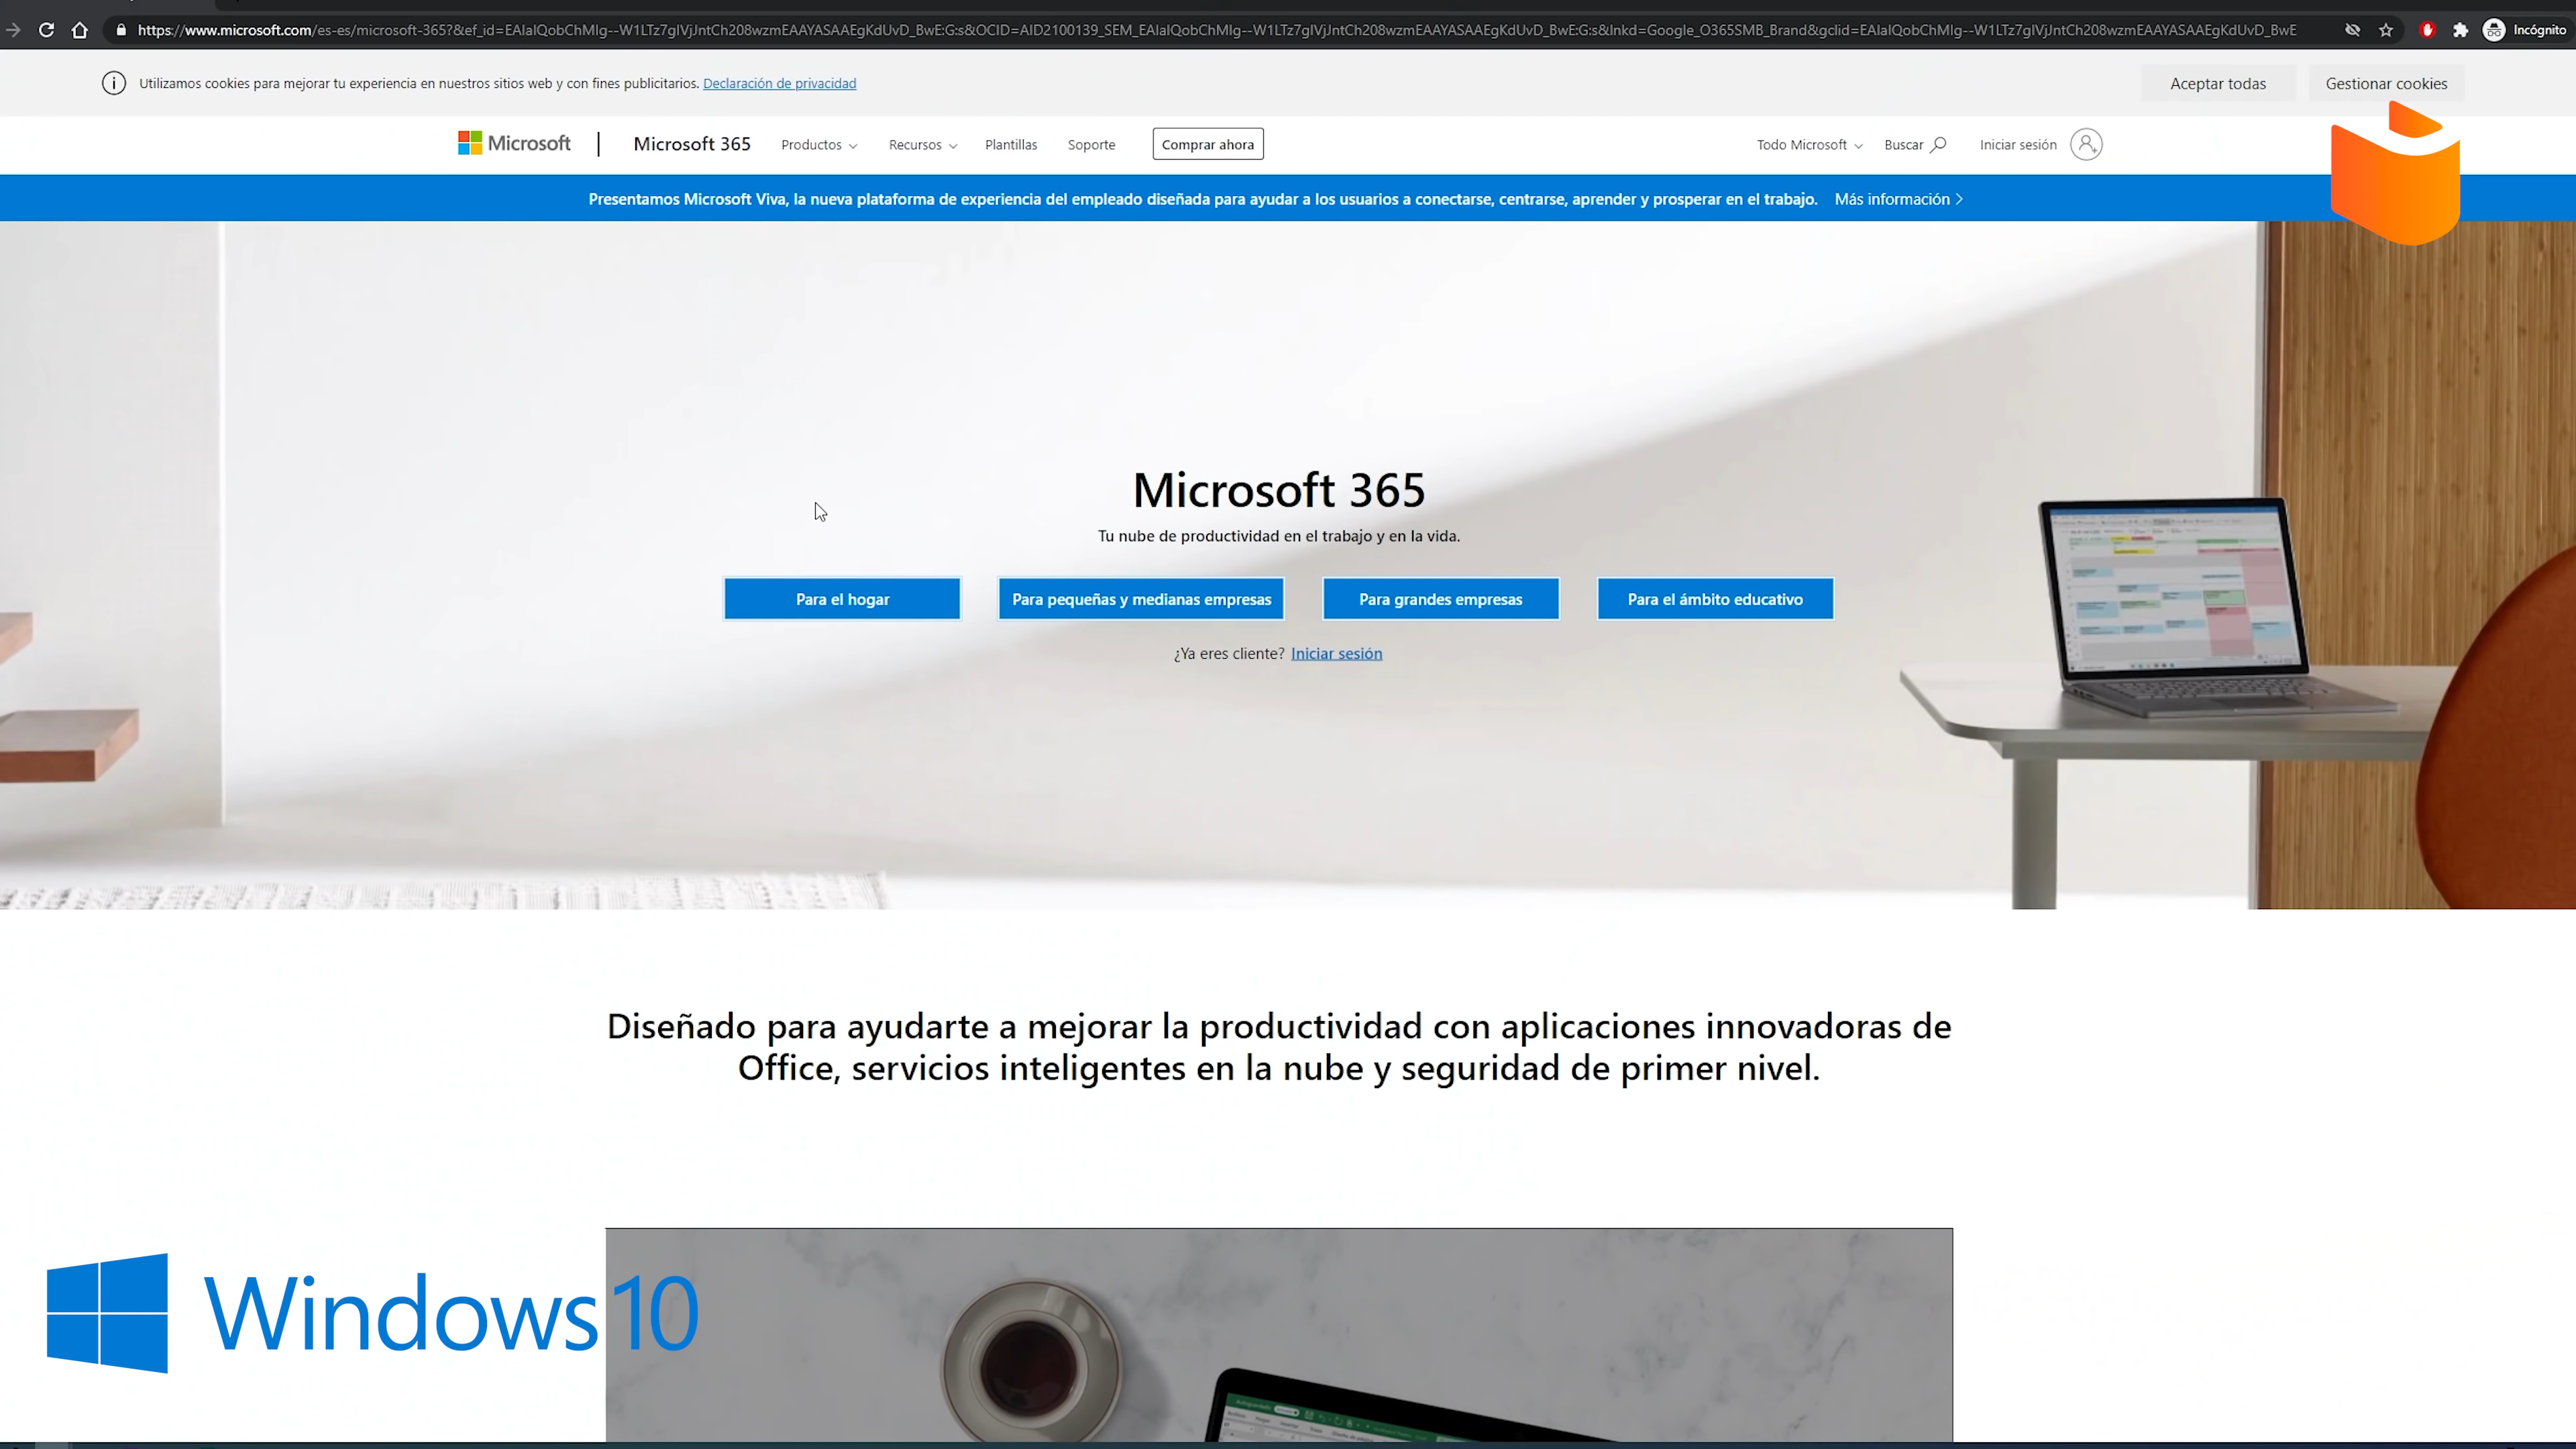 https://www.microsoft.com/es-es/microsoft-365?&ef_id=EAIaIQobChMIg--W1LTz7gIVjJntCh208wzmEAAYASAAEgKdUvD_BwE:G:s&OCID=AID2100139_SEM_EAIaIQobChMIg--W1LTz7gIVjJntCh208wzmEAAYASAAEgKdUvD_BwE:G:s&lnkd=Google_O365SMB_Brand&gclid=EAIaIQobChMIg--W1LTz7gIVjJntCh208wzmEAAYASAAEgKdUvD_BwE Incógnito
Utilizamos cookies para mejorar tu experiencia en nuestros sitios web y con fines publicitarios. Declaración de privacidad Aceptar todas Gestionar cookies
Microsoft Microsoft 365 Productos Recursos Plantillas Soporte Comprar ahora Todo Microsoft Buscar Iniciar sesión
Presentamos Microsoft Viva, la nueva plataforma de experiencia del empleado diseñada para ayudar a los usuarios a conectarse, centrarse, aprender y prosperar en el trabajo. Más información
Microsoft 365
Tu nube de productividad en el trabajo y en la vida.
Para el hogar Para pequeñas y medianas empresas Para grandes empresas Para el ámbito educativo
¿Ya eres cliente? Iniciar sesión
Diseñado para ayudarte a mejorar la productividad con aplicaciones innovadoras de
Office, servicios inteligentes en la nube y seguridad de primer nivel.
Windows 10